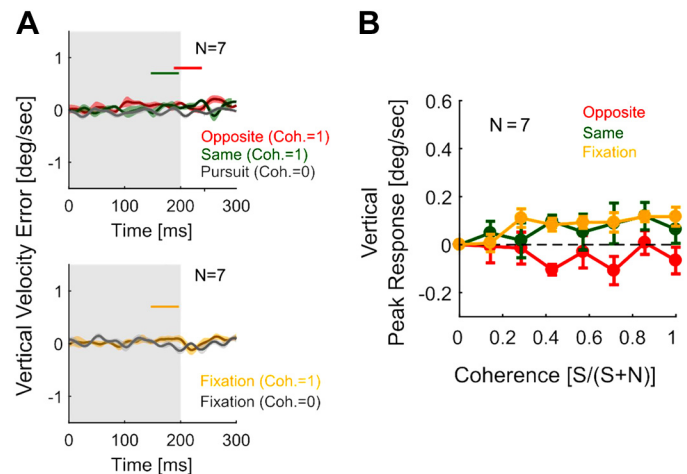 A
B
N=7
1
0
-1
Opposite (Coh.=1)
Same (Coh.=1)
Pursuit (Coh.=0)
0
100
200
300
Time [ms]
Vertical Velocity Error [deg/sec]
N=7
1
0
-1
Fixation (Coh.=1)
Fixation (Coh.=0)
0
100
200
300
Time [ms]
Vertical
Peak Response [deg/sec]
0.6
0.4
0.2
0
-0.2
N = 7
Opposite
Same
Fixation
0
0.2
0.4
0.6
0.8
1
Coherence [S/(S+N)]